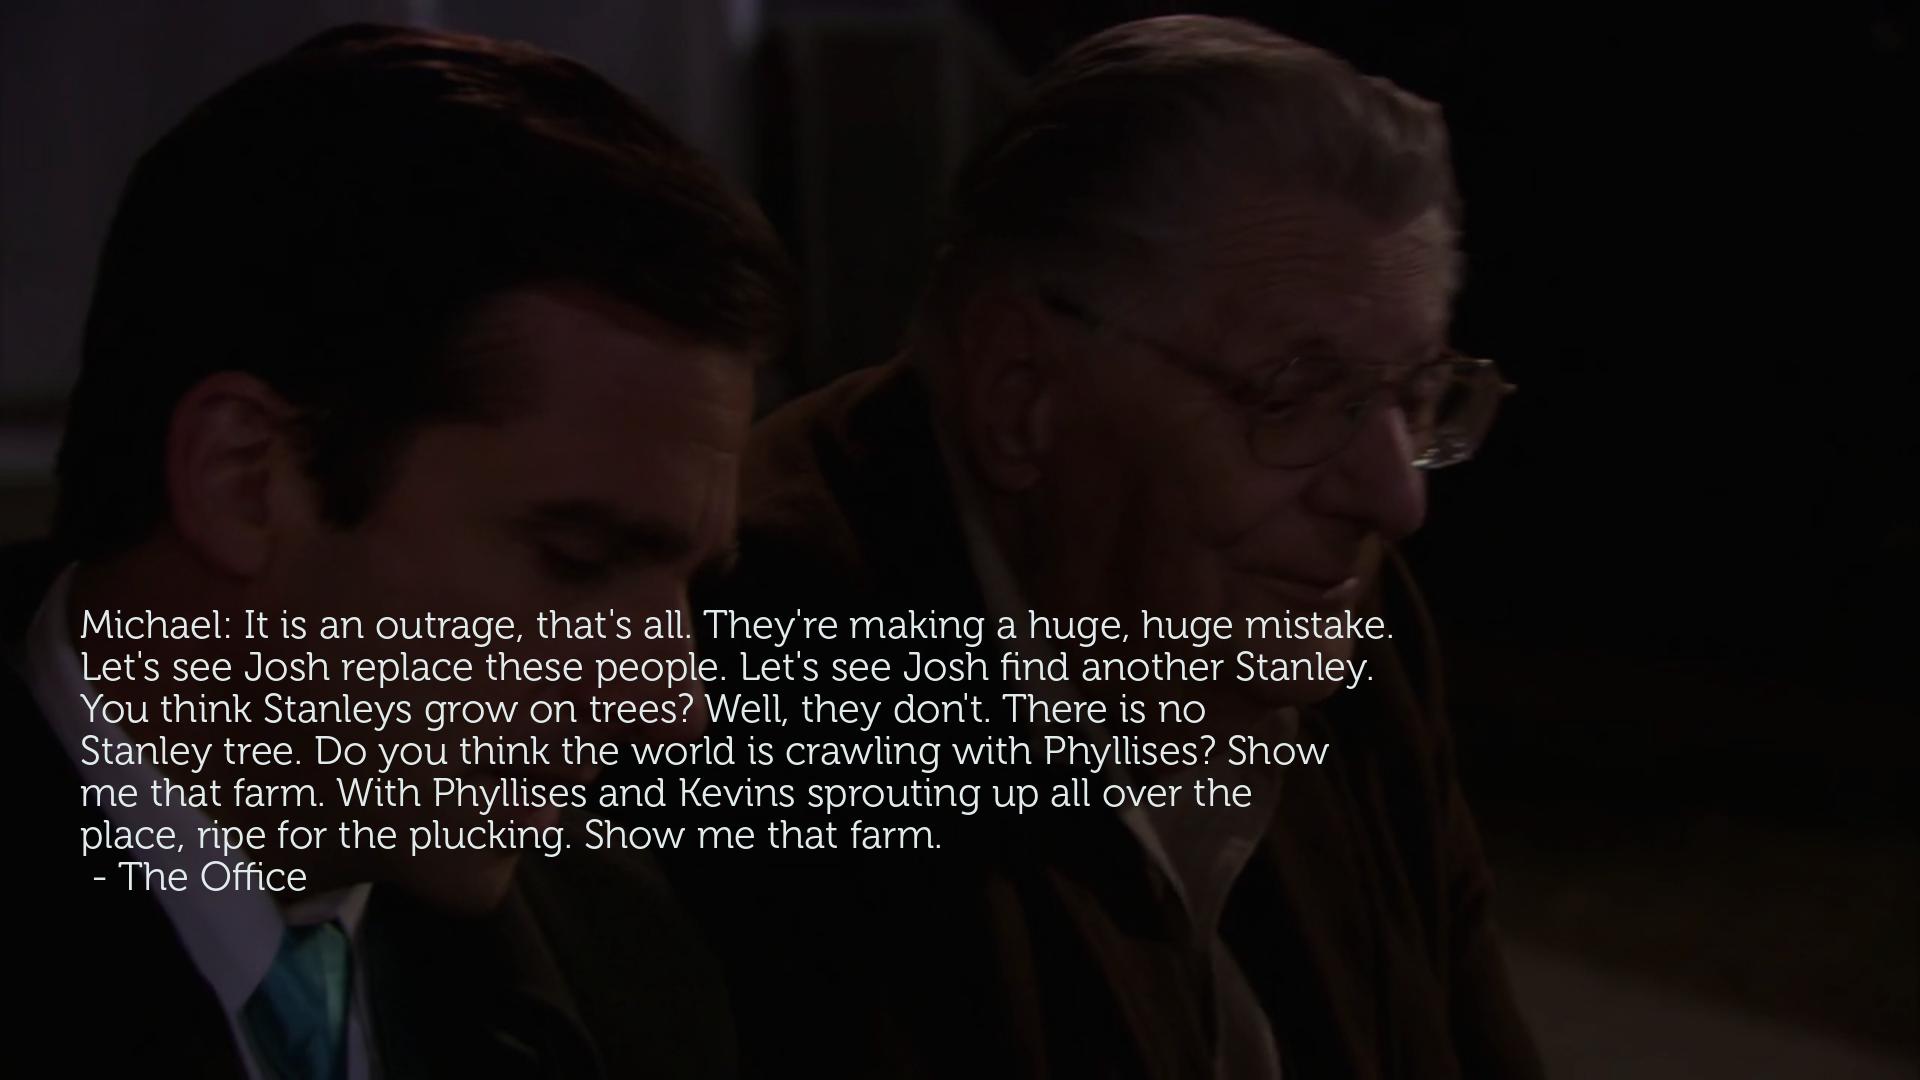 Michael: It is an outrage, that's all. They're making a huge, huge mistake.
Let's see Josh replace these people. Let's see Josh find another Stanley.
You think Stanleys grow on trees? Well, they don't. There is no
Stanley tree. Do you think the world is crawling with Phyllises? Show
me that farm. With Phyllises and Kevins sprouting up all over the
place, ripe for the plucking. Show me that farm.
- The Office